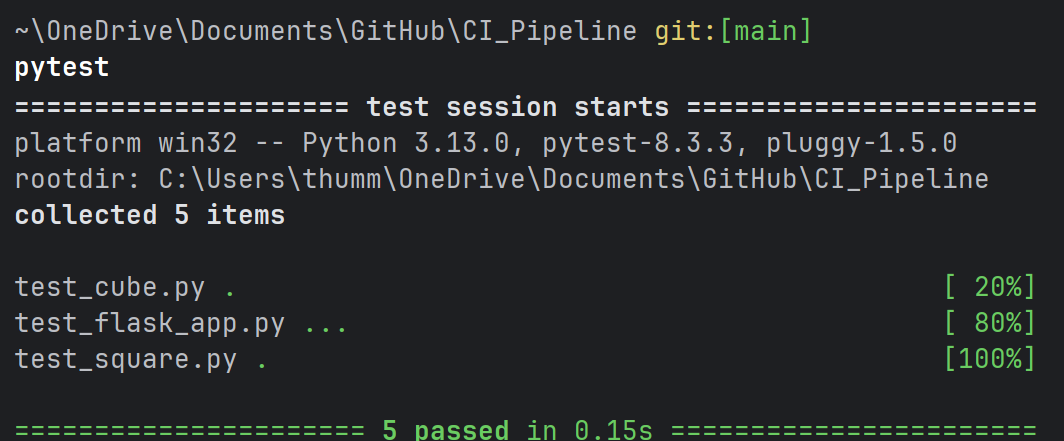 ~\OneDrive\Documents\GitHub\CI_Pipeline git:[main]
pytest
===================== test session starts ======================
platform win32 -- Python 3.13.0, pytest-8.3.3, pluggy-1.5.0
rootdir: C:\Users\thumm\OneDrive\Documents\GitHub\CI_Pipeline
collected 5 items
test_cube.py . [ 20%]
test_flask_app.py ... [ 80%]
test_square.py . [100%]
====================== 5 passed in 0.15s =======================